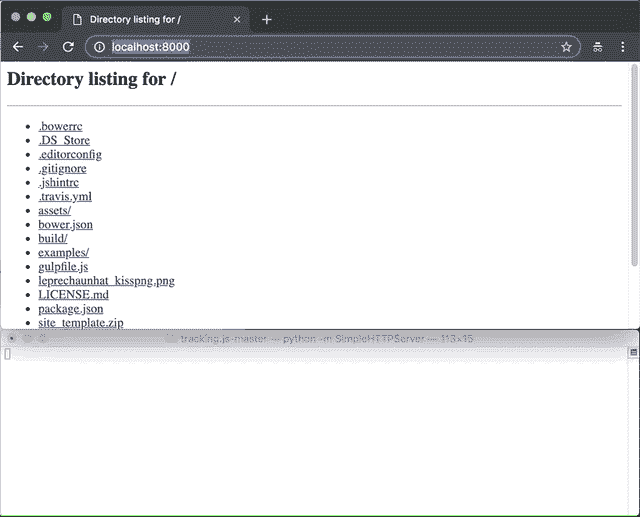 Directory listing for /
localhost:8000
Directory listing for /
.bowerrc
.DS_Store
.editorconfig
.gitignore
.jshintrc
.travis.yml
assets/
bower.json
build/
examples/
gulpfile.js
leprechaunhat_kisspng.png
LICENSE.md
package.json
site_template.zip
tracking.js-master — python -m SimpleHTTPServer — 113×15